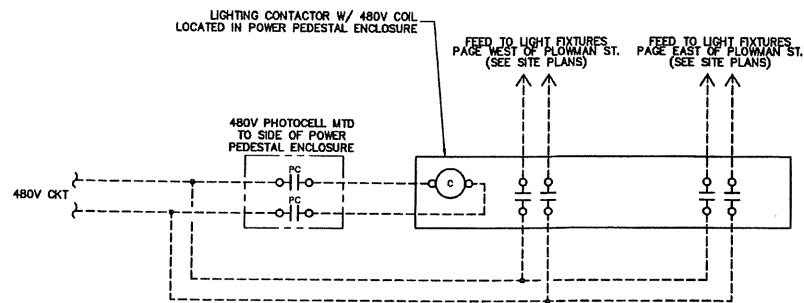 LIGHTING CONTACTOR W/ 480V COIL
LOCATED IN POWER PEDESTAL ENCLOSURE
FEED TO LIGHT FIXTURES
PAGE WEST OF PLOWMAN ST.
(SEE SITE PLANS)
FEED TO LIGHT FIXTURES
PAGE EAST OF PLOWMAN ST.
(SEE SITE PLANS)
480V PHOTOCELL MTD
TO SIDE OF POWER
PEDESTAL ENCLOSURE
PC
C
480V CKT
PC